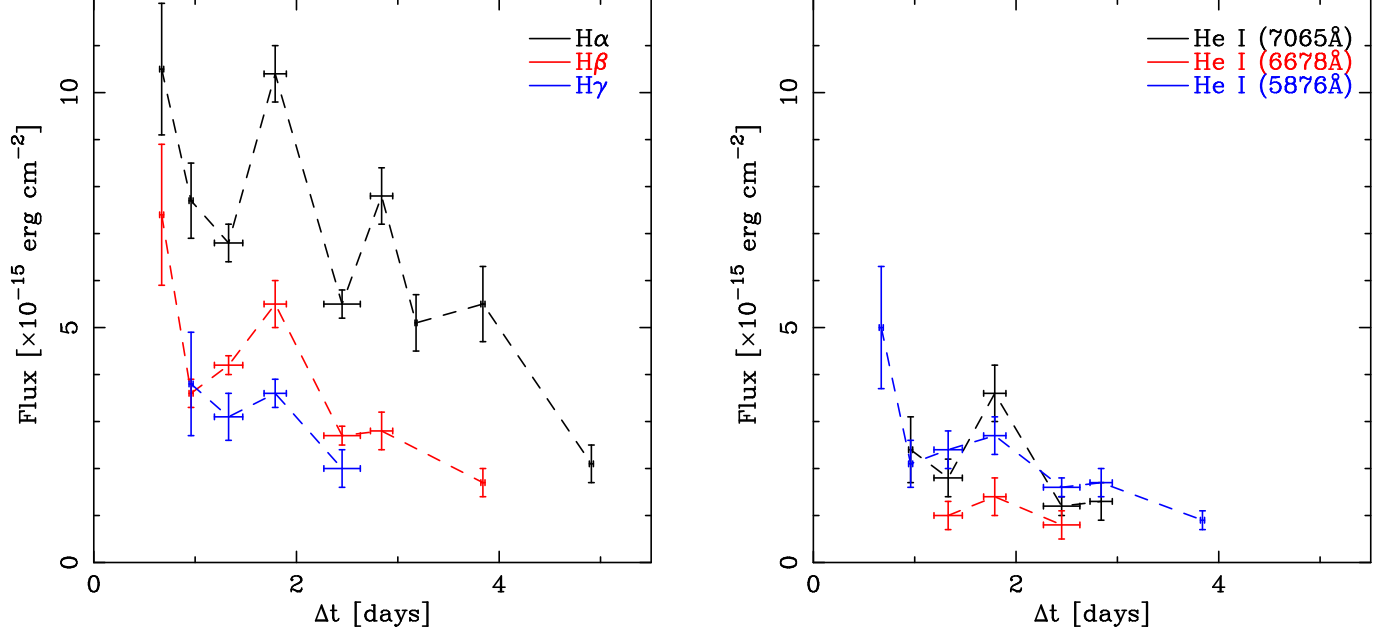 Hα
Hβ
Hγ
10
5
0
Flux [×10⁻¹⁵ erg cm⁻²]
0 2 4
Δt [days]
He I (7065Å)
He I (6678Å)
He I (5876Å)
10
5
0
Flux [×10⁻¹⁵ erg cm⁻²]
0 2 4
Δt [days]